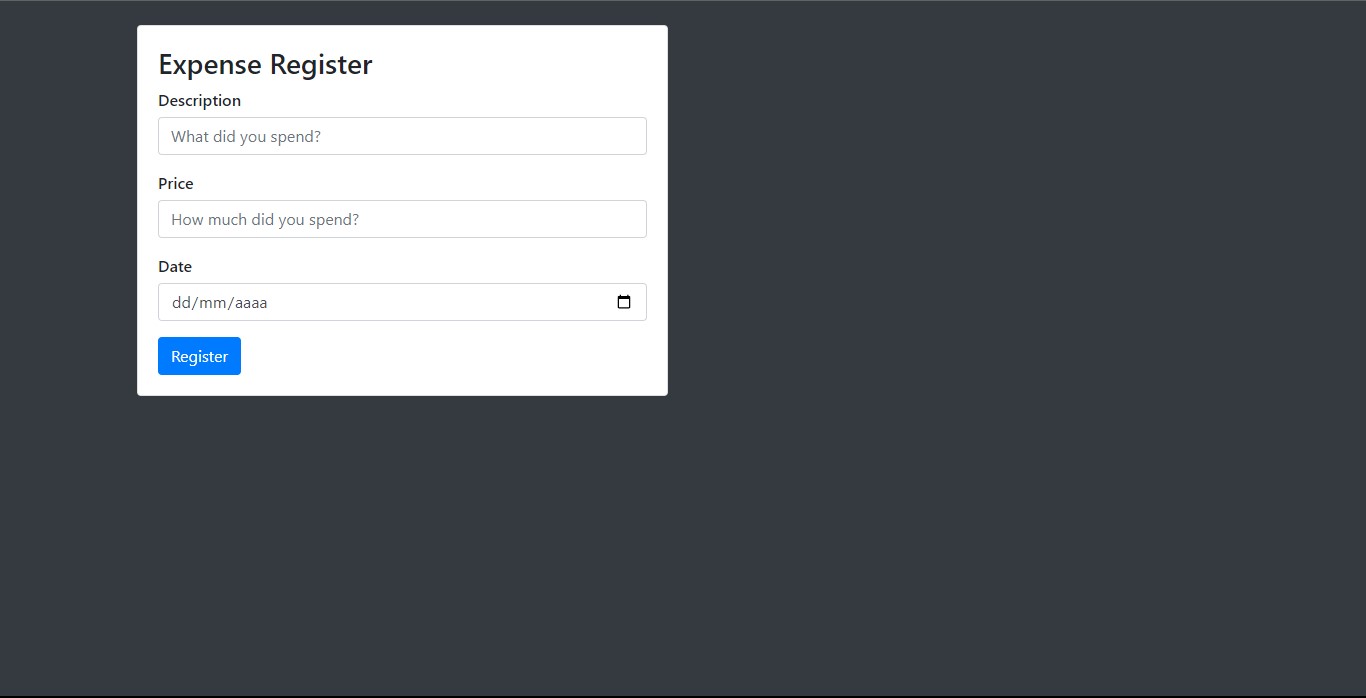 Expense Register
Description
What did you spend?
Price
How much did you spend?
Date
dd/mm/aaaa
Register